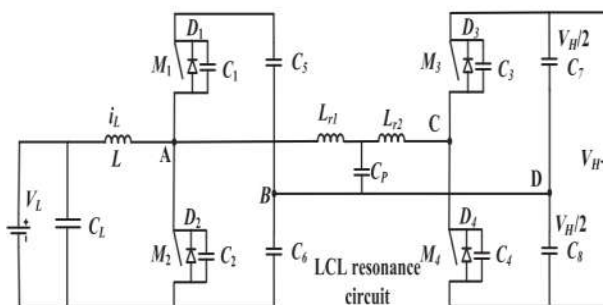 D1
M1
C1
C5
D3
M3
C3
VH/2
C7
iL
L
A
Lr1
Lr2
C
CP
VH
B
D
VL
CL
D2
M2
C2
C6
LCL resonance
circuit
D4
M4
C4
VH/2
C8